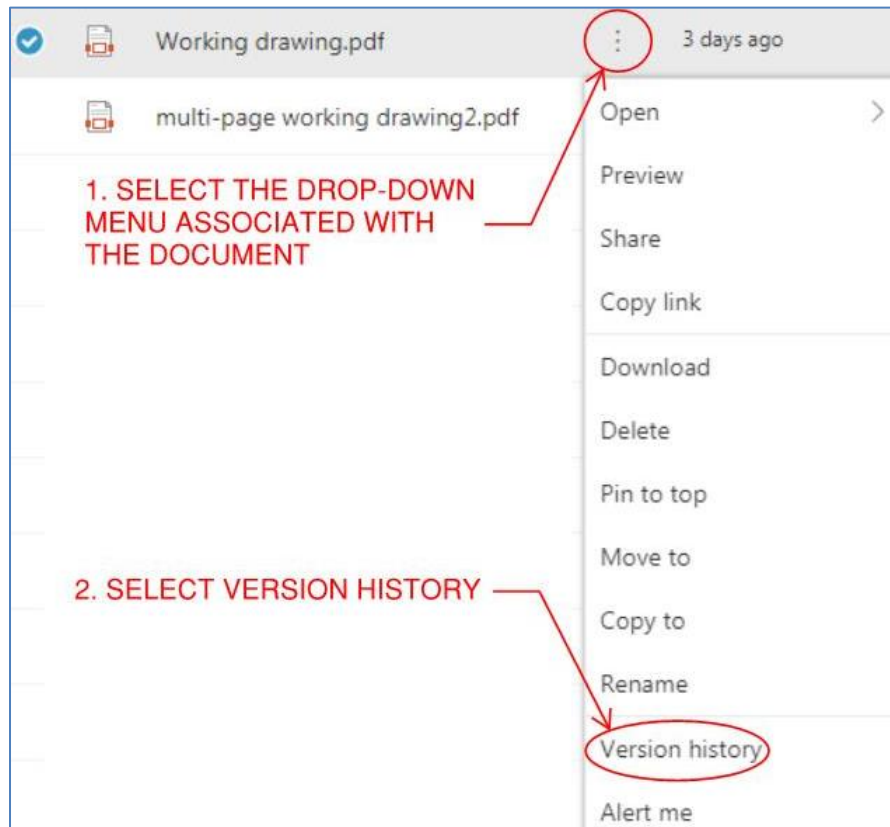 Working drawing.pdf
3 days ago
multi-page working drawing2.pdf
Open
Preview
1. SELECT THE DROP-DOWN
MENU ASSOCIATED WITH
THE DOCUMENT
Share
Copy link
Download
Delete
Pin to top
Move to
2. SELECT VERSION HISTORY
Copy to
Rename
Version history
Alert me